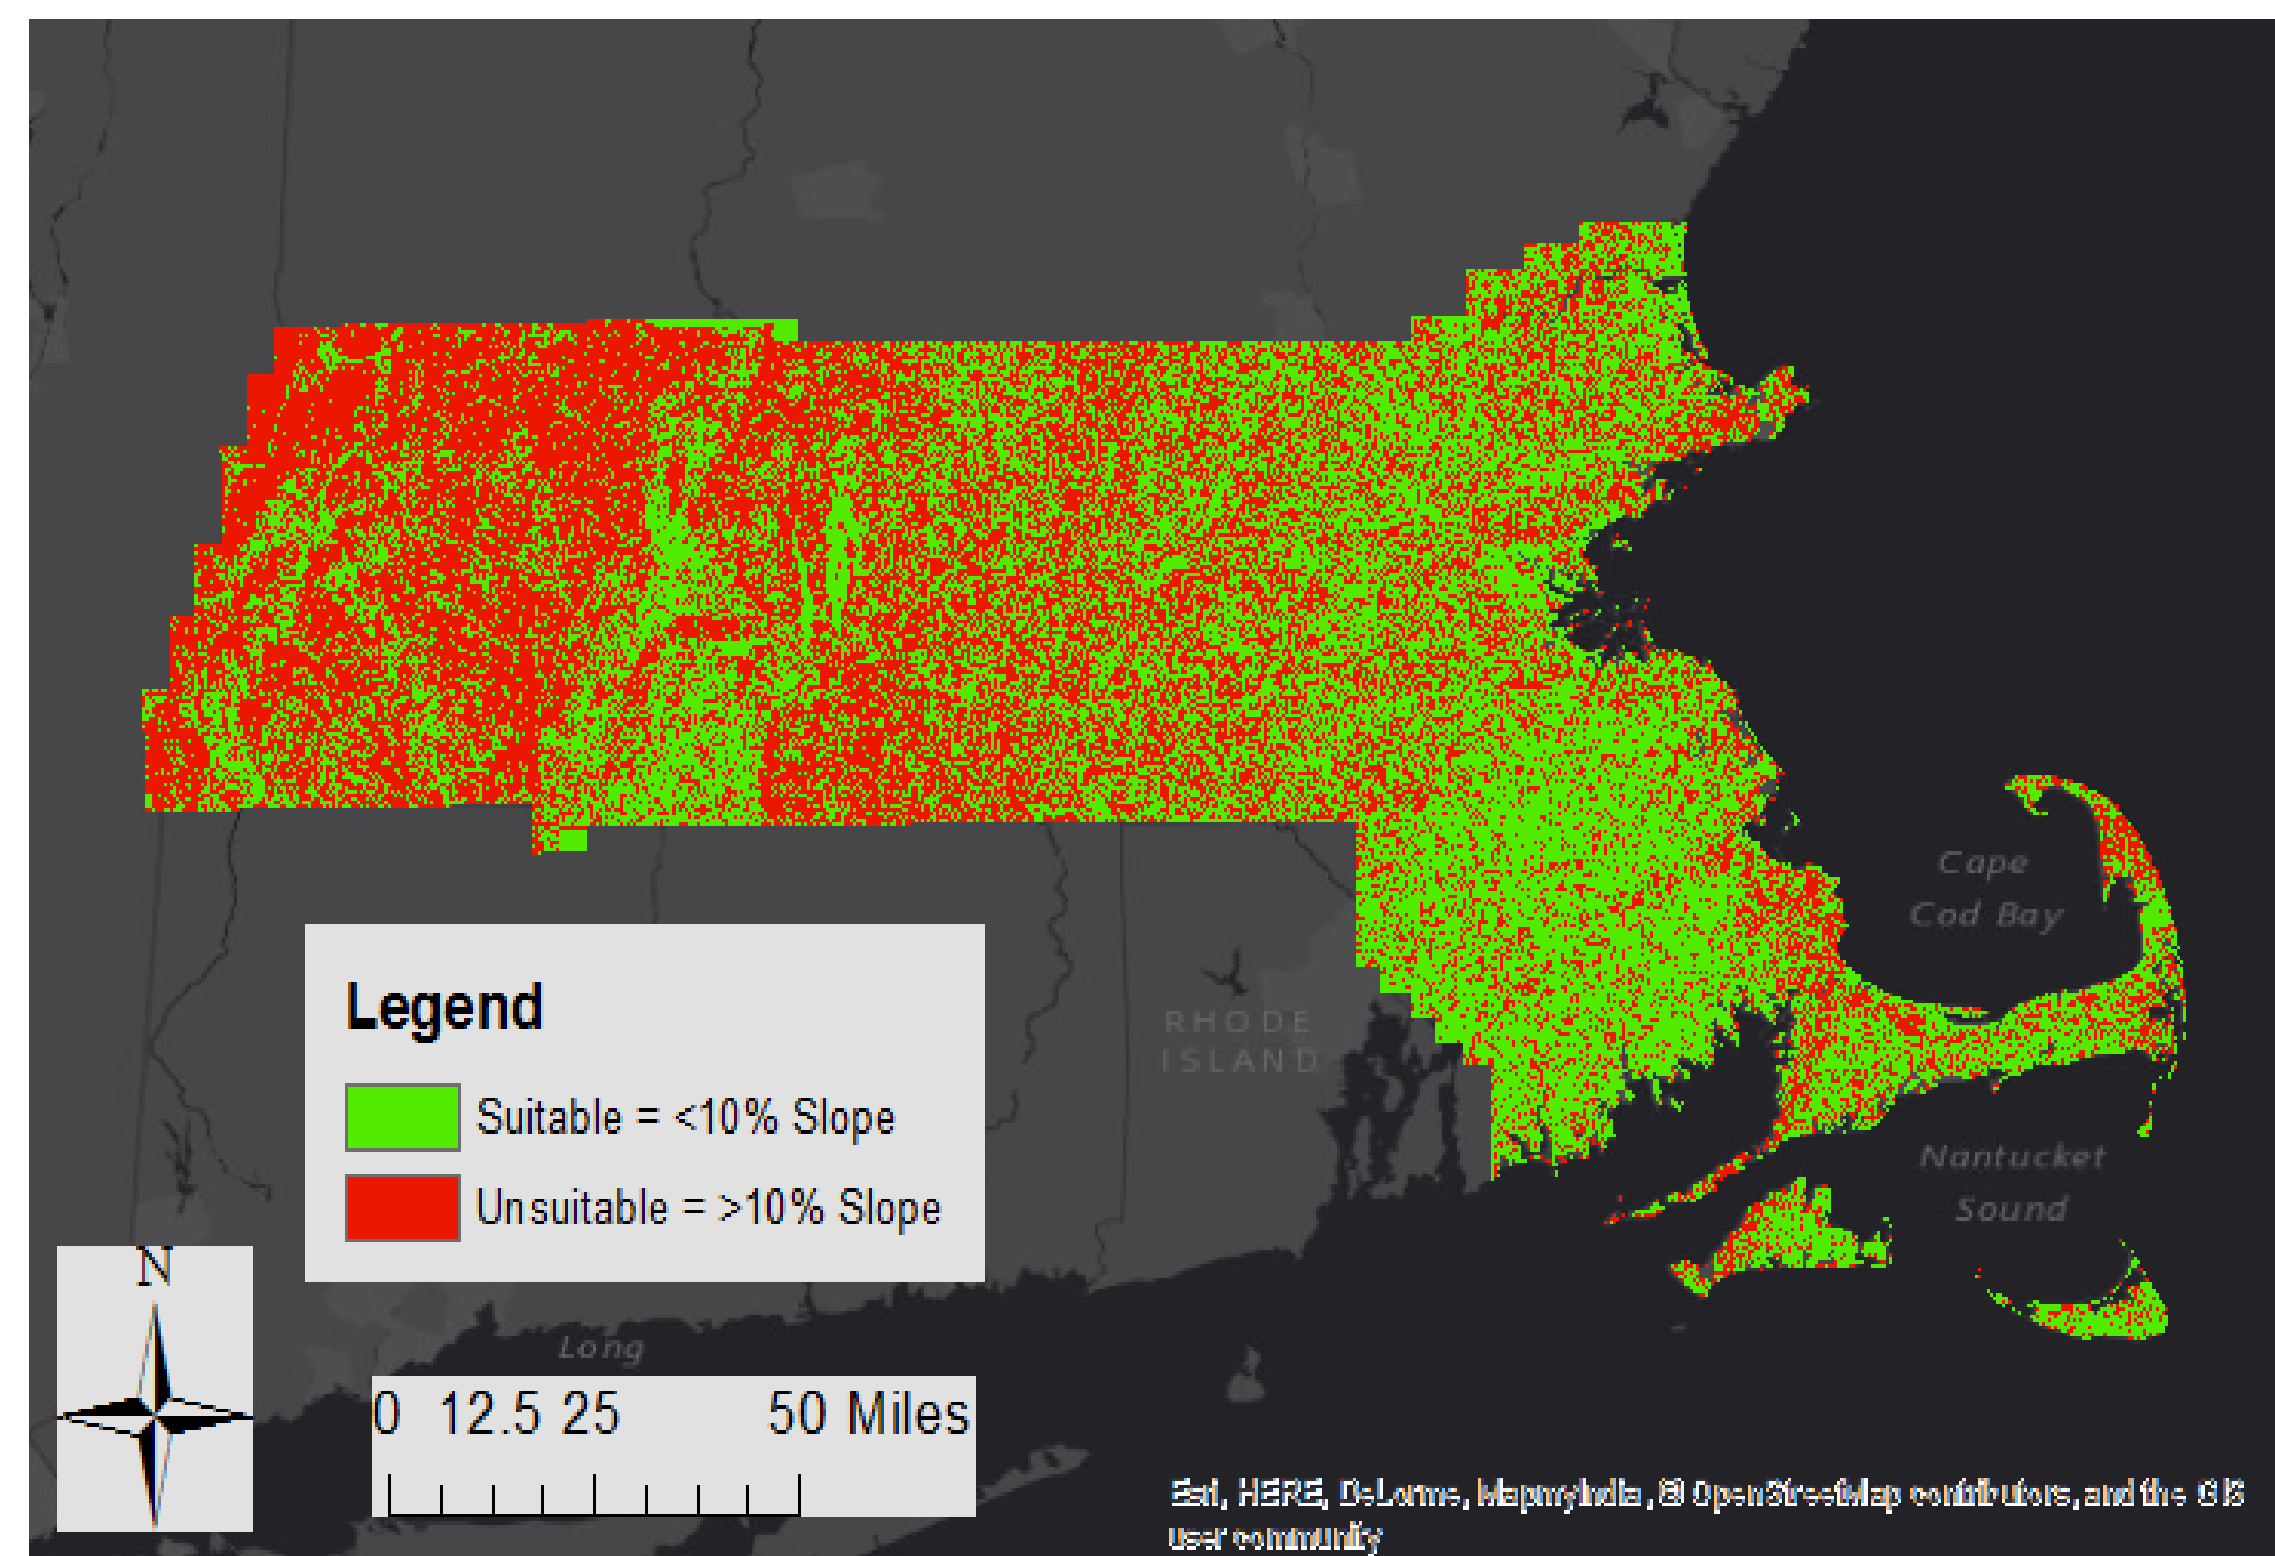 Cape
Cod Bay
Legend
RHODE
ISLAND
Suitable = <10% Slope
Unsuitable = >10% Slope
Nantucket
Sound
N
Long
0 12.5 25 50 Miles
Esri, HERE, DeLorme, MapmyIndia, © OpenStreetMap contributors, and the GIS
user community